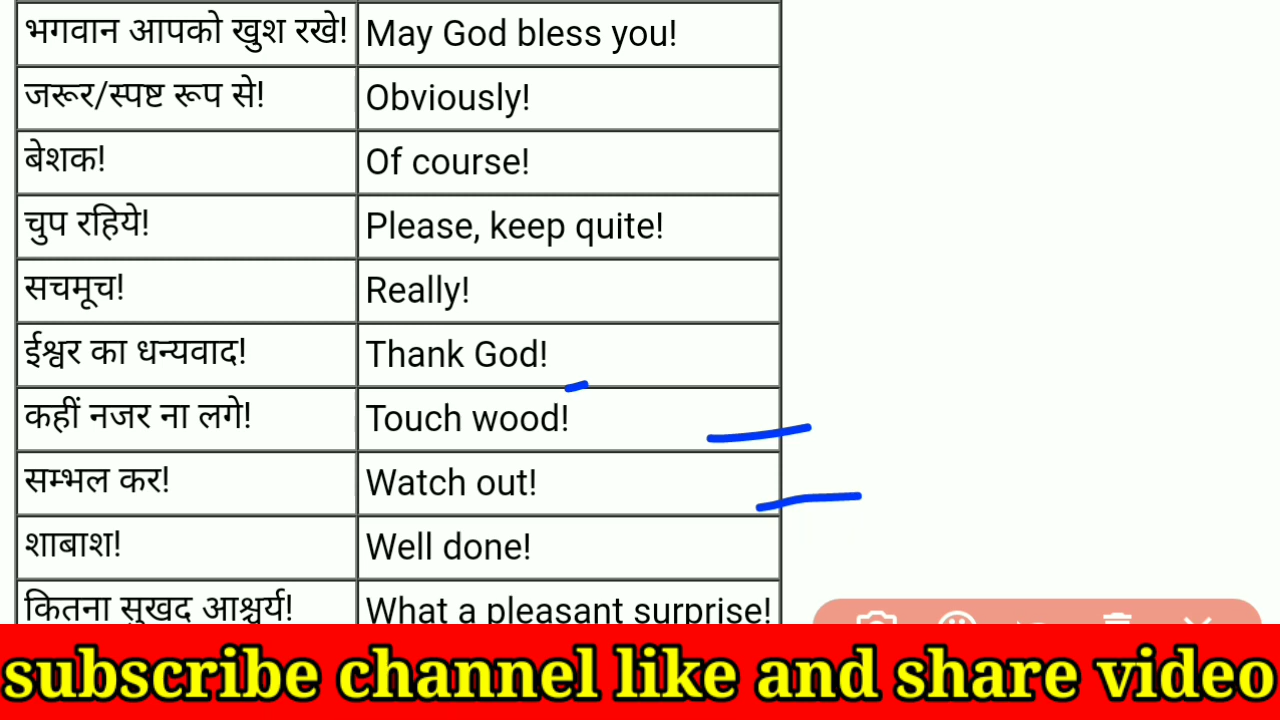 भगवान आपको खुश रखे! May God bless you!
जरूर/स्पष्ट रूप से! Obviously!
बेशक! Of course!
चुप रहिये! Please, keep quite!
सचमूच! Really!
ईश्वर का धन्यवाद! Thank God!
कहीं नजर ना लगे! Touch wood!
सम्भल कर! Watch out!
शाबाश! Well done!
कितना सुखद आश्चर्य! What a pleasant surprise!
subscribe channel like and share video